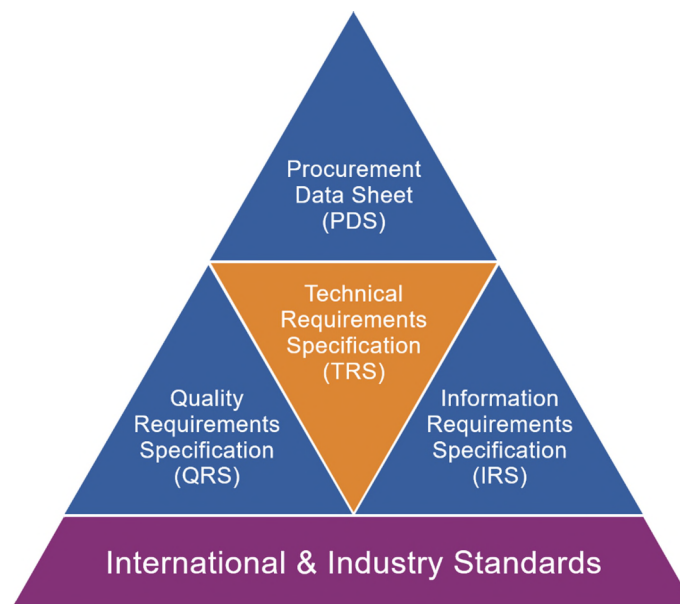 Procurement
Data Sheet
(PDS)
Technical
Requirements
Specification
(TRS)
Quality
Requirements
Specification
(QRS)
Information
Requirements
Specification
(IRS)
International & Industry Standards